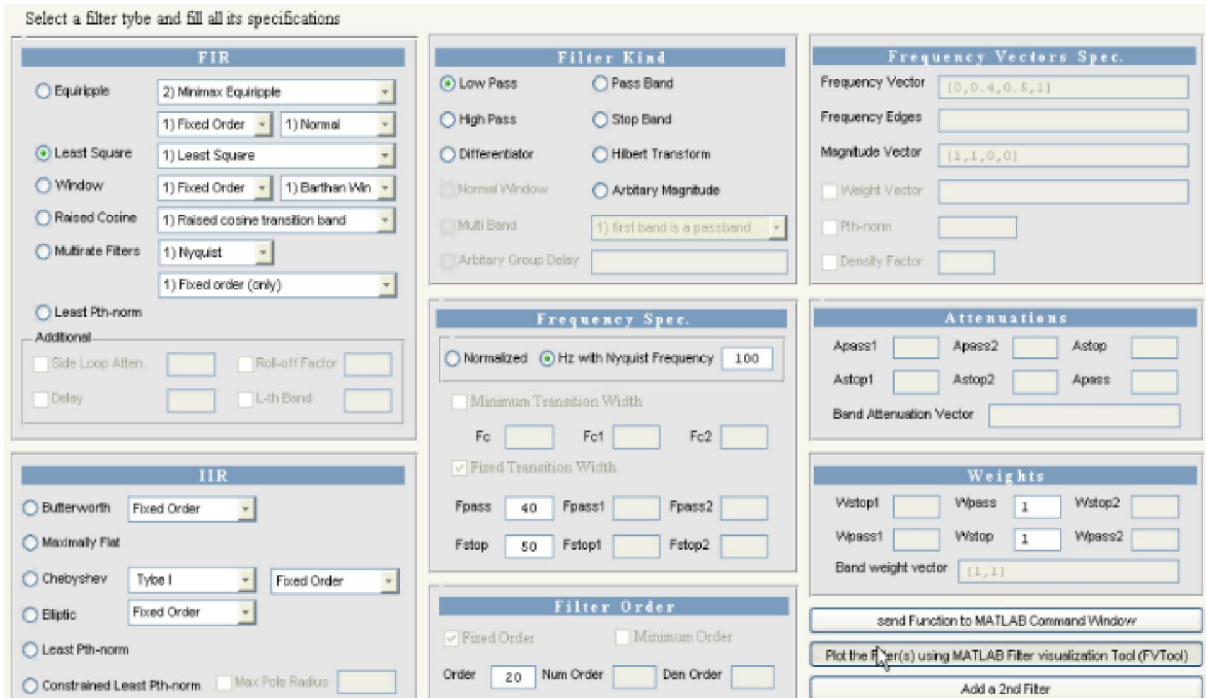 Select a filter tybe and fill all its specifications
FIR
Equiripple
2) Minimax Equiripple
1) Fixed Order
1) Normal
Least Square
1) Least Square
Window
1) Fixed Order
1) Barthan Win
Raised Cosine
1) Raised cosine transition band
Multirate Filters
1) Nyquist
1) Fixed order (only)
Least Pth-norm
Additional
Side Loop Atten.
Roll-off Factor
Delay
L-th Band
IIR
Butterworth
Fixed Order
Maximally Flat
Chebyshev
Tybe I
Fixed Order
Elliptic
Fixed Order
Least Pth-norm
Constrained Least Pth-norm
Max Pole Radius
Filter Kind
Low Pass
Pass Band
High Pass
Stop Band
Differentiator
Hilbert Transform
Normal Window
Arbitary Magnitude
Multi Band
1) first band is a passband
Arbitary Group Delay
Frequency Spec.
Normalized
Hz with Nyquist Frequency
100
Minimum Transition Width
Fc
Fc1
Fc2
Fixed Transition Width
Fpass
40
Fpass1
Fpass2
Fstop
50
Fstop1
Fstop2
Filter Order
Fixed Order
Minimum Order
Order
20
Num Order
Den Order
Frequency Vectors Spec.
Frequency Vector
[0,0.4,0.5,1]
Frequency Edges
Magnitude Vector
[1,1,0,0]
Weight Vector
Pth-norm
Density Factor
Attenuations
Apass1
Apass2
Astop
Astop1
Astop2
Apass
Band Attenuation Vector
Weights
Wstop1
Wpass
1
Wstop2
Wpass1
Wstop
1
Wpass2
Band weight vector
[1,1]
send Function to MATLAB Command Window
Plot the Filter(s) using MATLAB Filter visualization Tool (FVTool)
Add a 2nd Filter